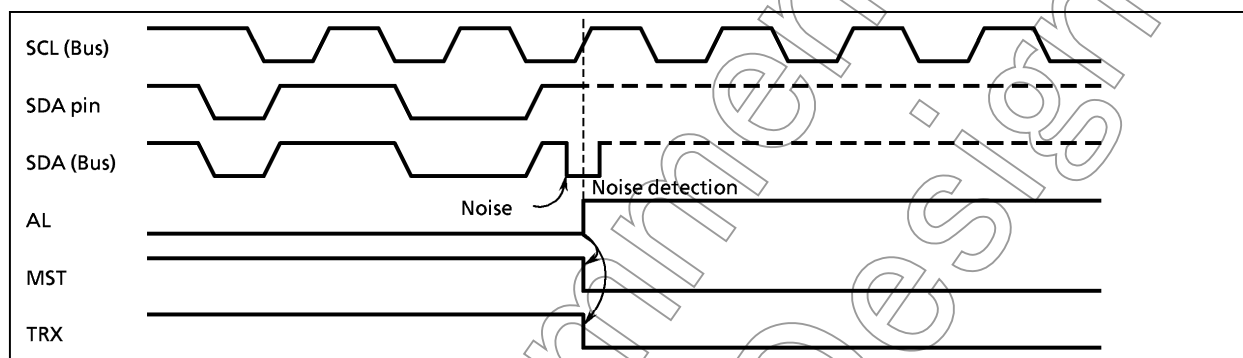 SCL (Bus)
SDA pin
SDA (Bus)
Noise detection
Noise
AL
MST
TRX